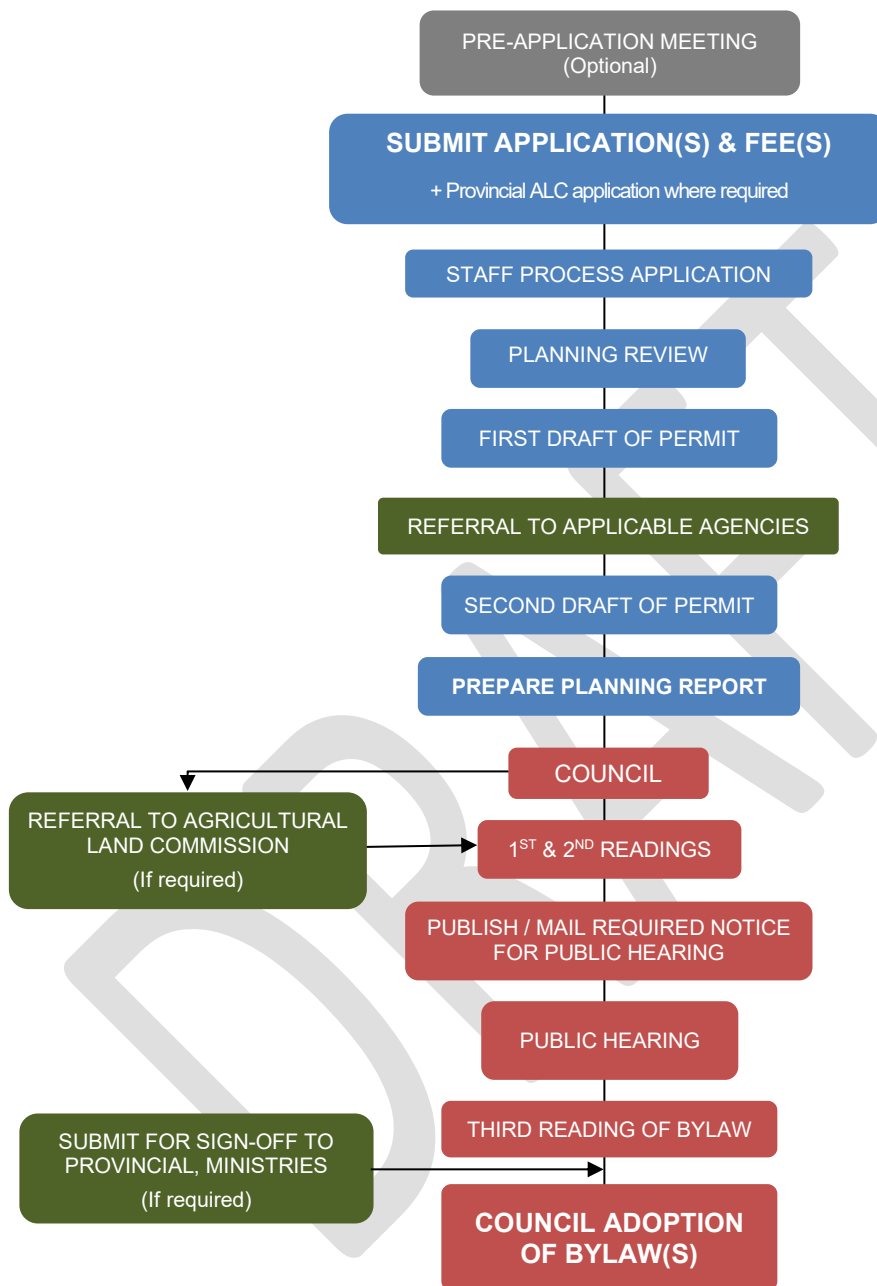 PRE-APPLICATION MEETING
(Optional)
SUBMIT APPLICATION(S) & FEE(S)
+ Provincial ALC application where required
STAFF PROCESS APPLICATION
PLANNING REVIEW
FIRST DRAFT OF PERMIT
REFERRAL TO APPLICABLE AGENCIES
SECOND DRAFT OF PERMIT
PREPARE PLANNING REPORT
COUNCIL
REFERRAL TO AGRICULTURAL
LAND COMMISSION
(If required)
1ST & 2ND READINGS
PUBLISH / MAIL REQUIRED NOTICE
FOR PUBLIC HEARING
PUBLIC HEARING
THIRD READING OF BYLAW
SUBMIT FOR SIGN-OFF TO
PROVINCIAL, MINISTRIES
(If required)
COUNCIL ADOPTION
OF BYLAW(S)
DRAFT